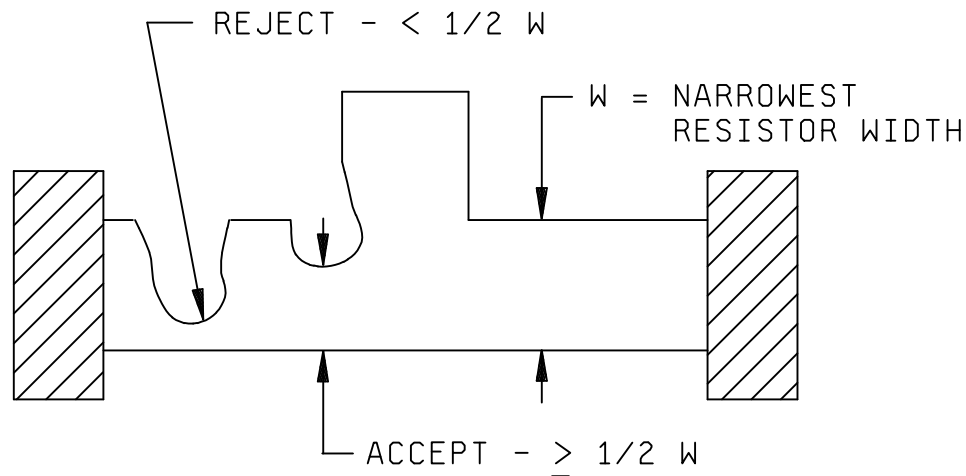 REJECT - < 1/2 W
W = NARROWEST
RESISTOR WIDTH
ACCEPT - ≥ 1/2 W